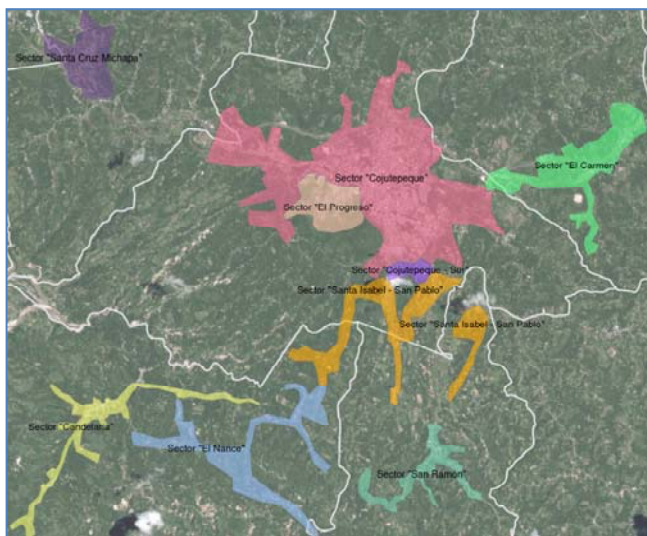 Sector "Santa Cruz Michapa"
Sector "El Carmen"
Sector "Cojutepeque"
Sector "El Progreso"
Sector "Cojutepeque - Sur"
Sector "Santa Isabel - San Pablo"
Sector "Santa Isabel - San Pablo"
Sector "Candelaria"
Sector "El Nance"
Sector "San Ramon"